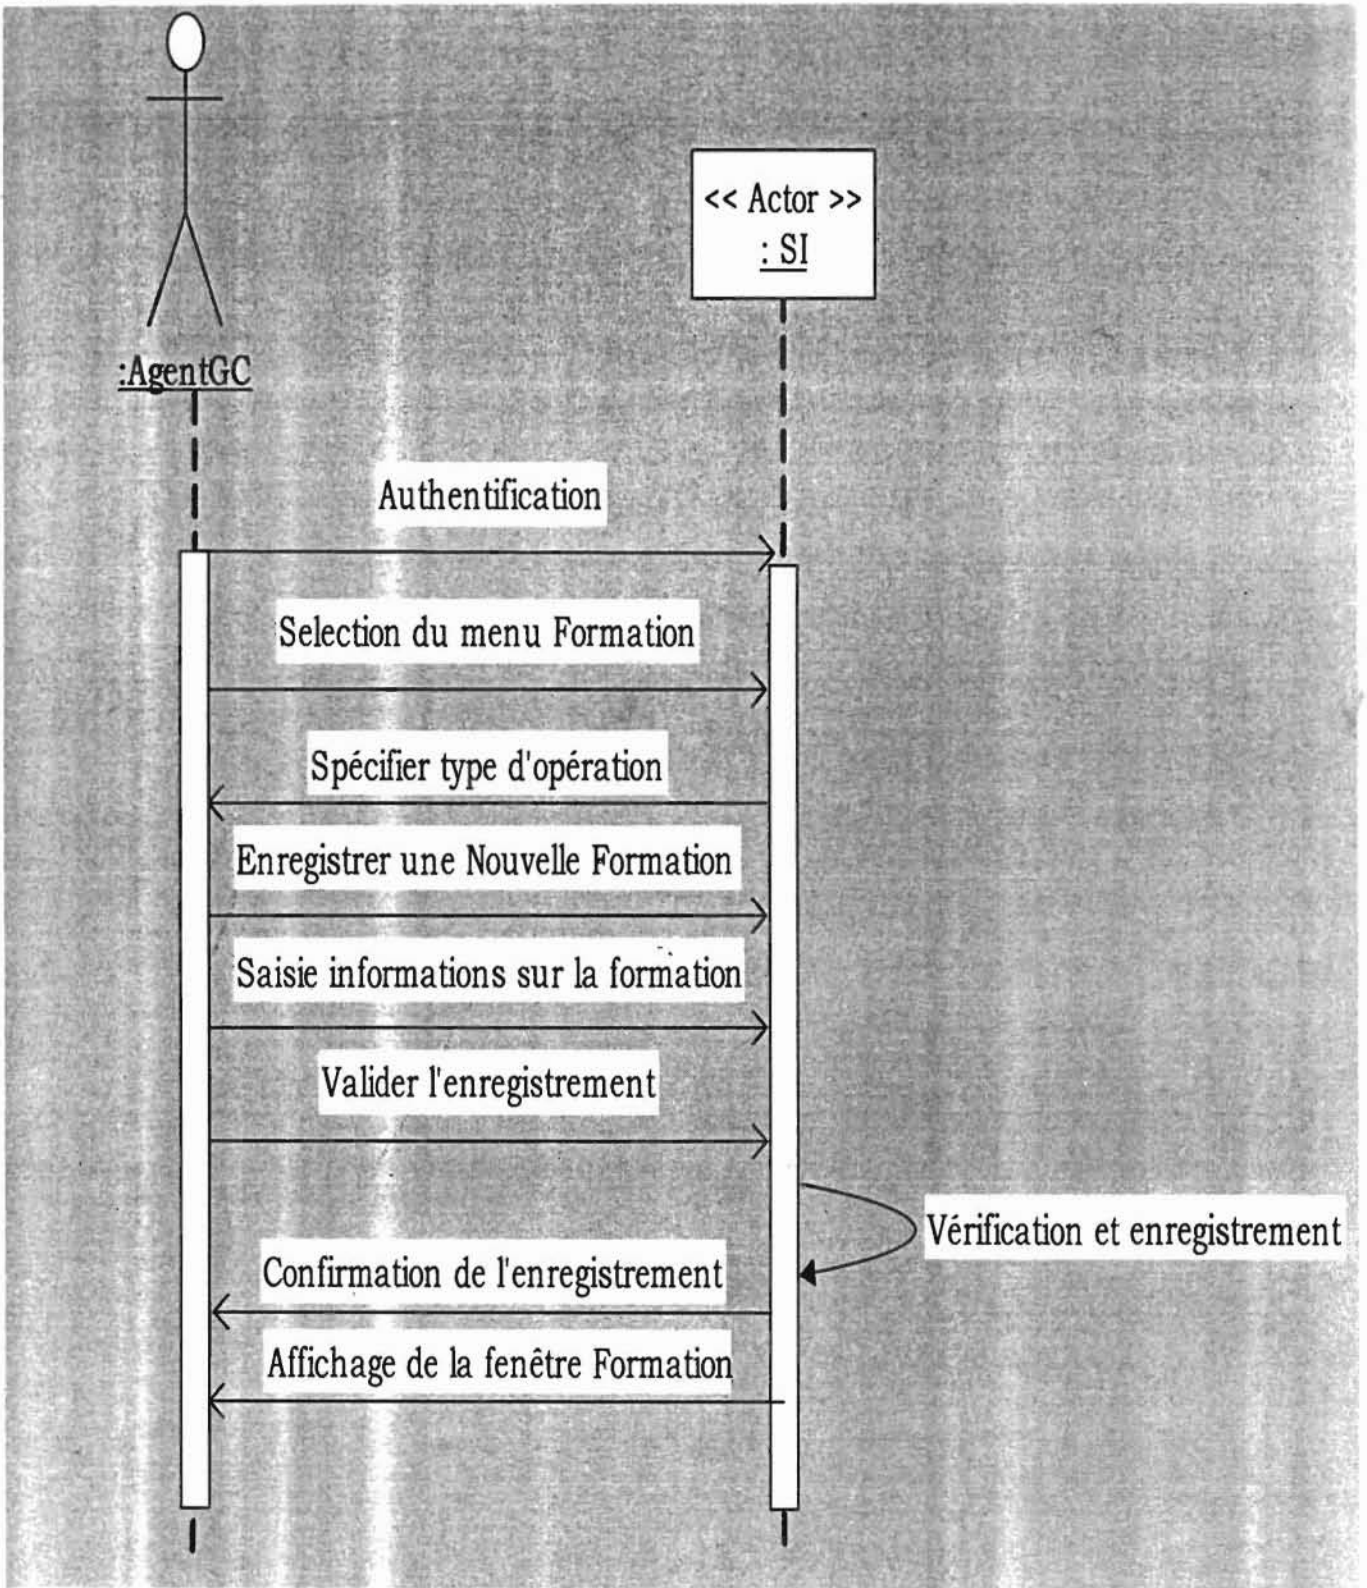 << Actor >>
: SI
:AgentGC
Authentification
Selection du menu Formation
Spécifier type d'opération
Enregistrer une Nouvelle Formation
Saisie informations sur la formation
Valider l'enregistrement
Vérification et enregistrement
Confirmation de l'enregistrement
Affichage de la fenêtre Formation